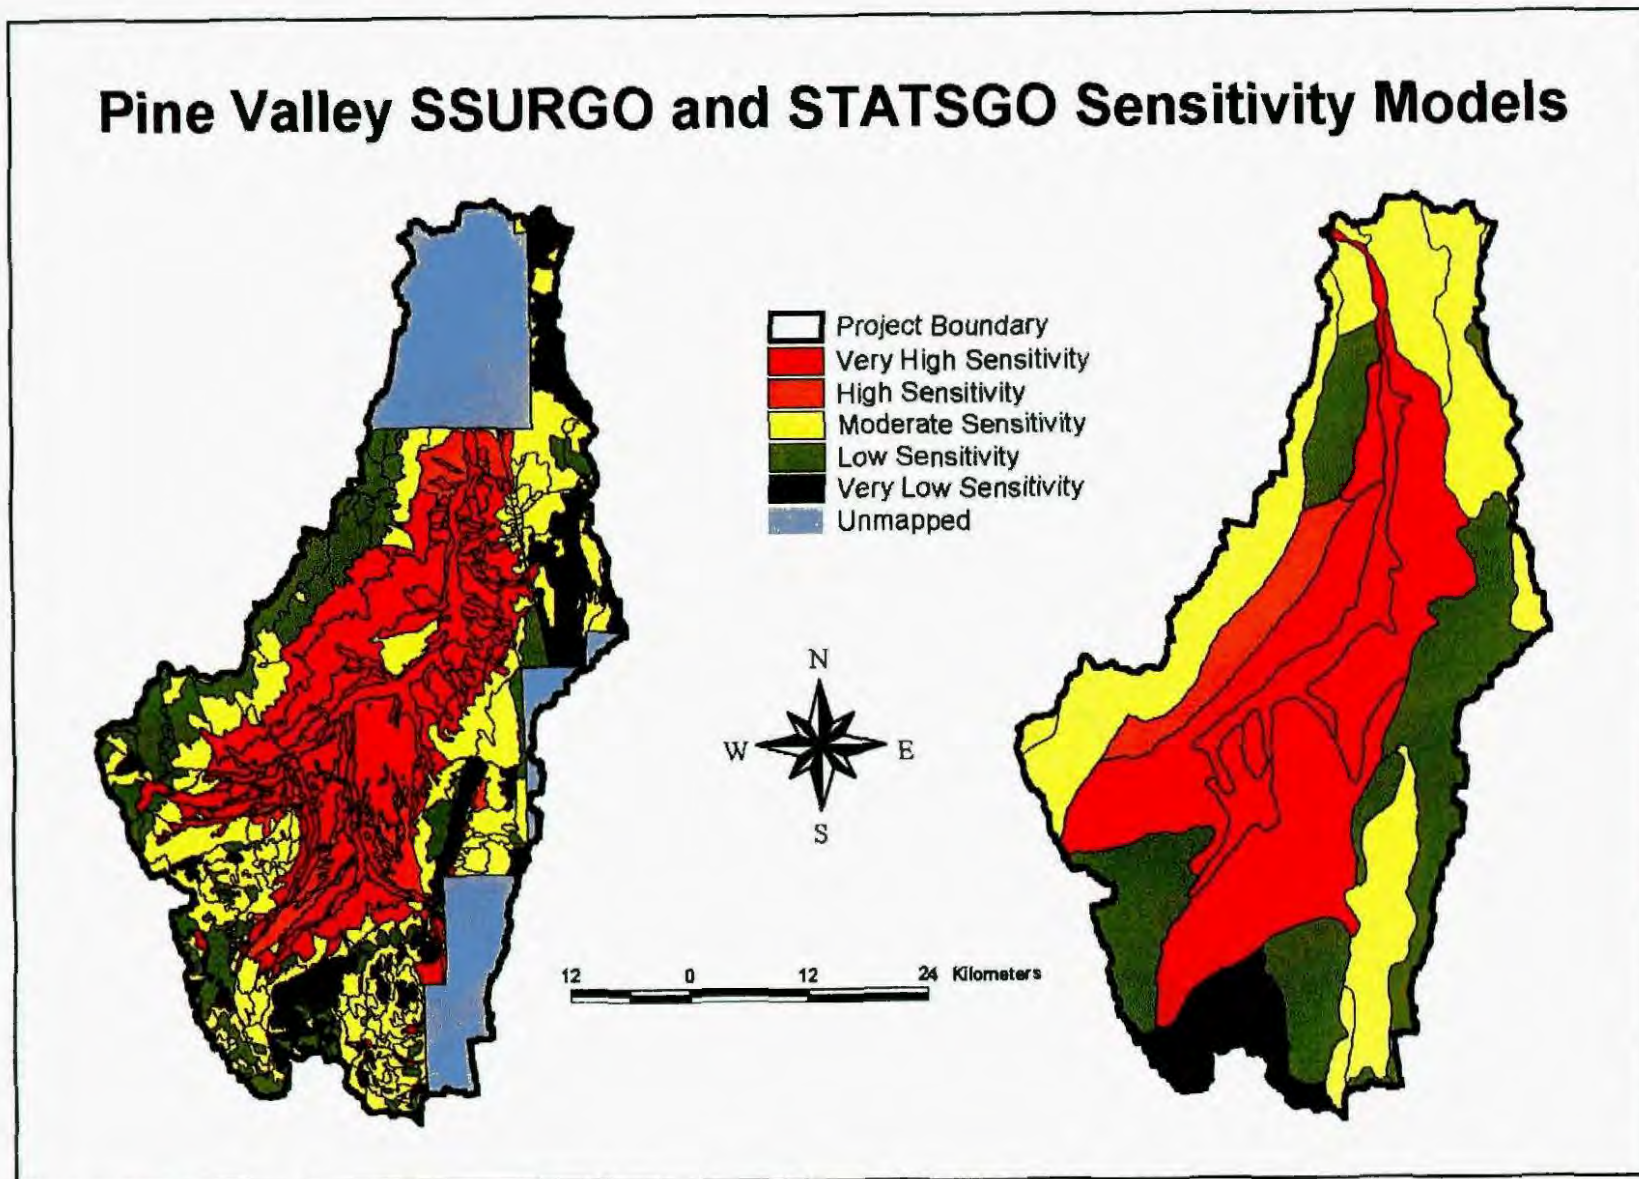 Pine Valley SSURGO and STATSGO Sensitivity Models
Project Boundary
Very High Sensitivity
High Sensitivity
Moderate Sensitivity
Low Sensitivity
Very Low Sensitivity
Unmapped
N
W E
S
12 0 12 24 Kilometers